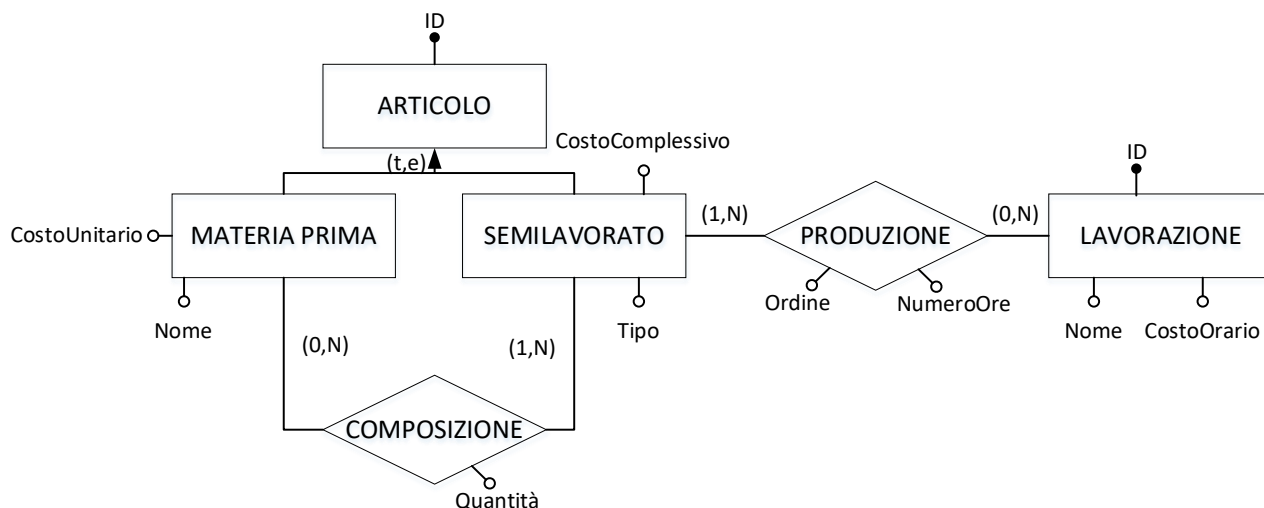 ID
ARTICOLO
(t,e)
CostoComplessivo
ID
CostoUnitario
MATERIA PRIMA
SEMILAVORATO
(1,N)
PRODUZIONE
(0,N)
LAVORAZIONE
Nome
Tipo
Ordine
NumeroOre
Nome
CostoOrario
(0,N)
(1,N)
COMPOSIZIONE
Quantità